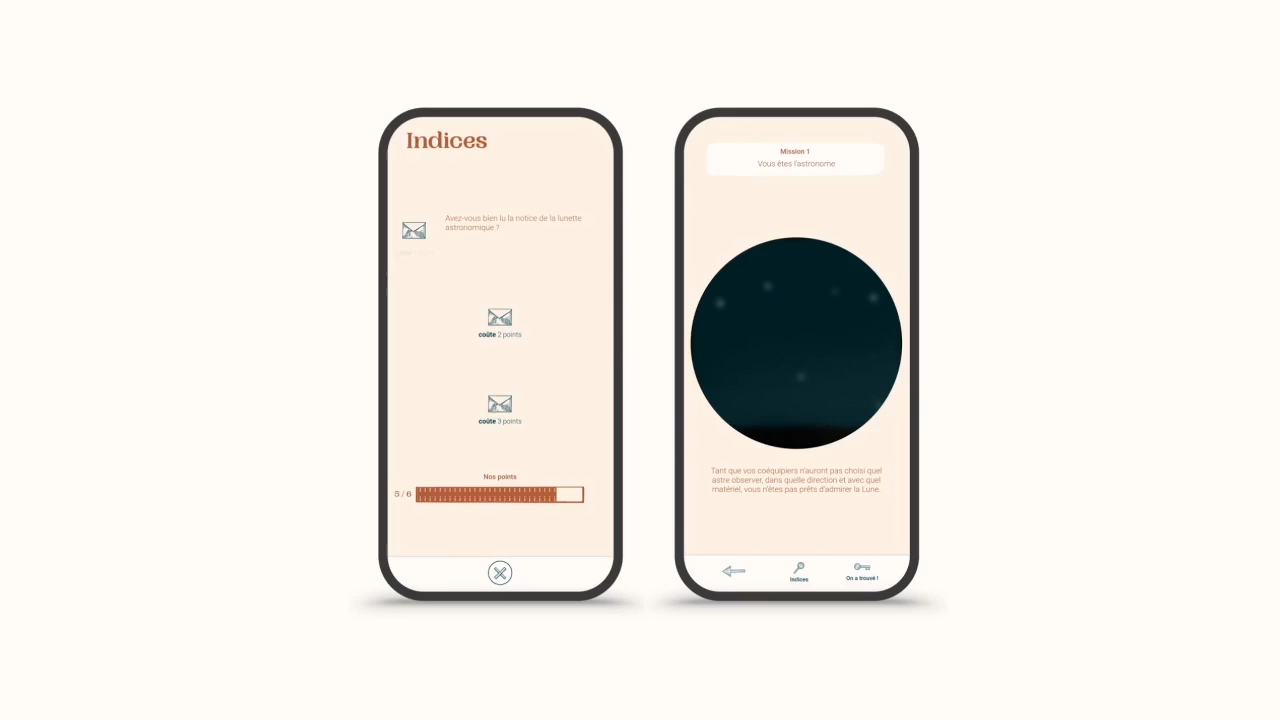 Indices
Avez-vous bien lu la notice de la lunette
astronomique ?
coûte 2 points
coûte 3 points
Nos points
5 / 6
Mission 1
Vous êtes l'astronome
Tant que vos coéquipiers n'auront pas choisi quel
astre observer, dans quelle direction et avec quel
matériel, vous n'êtes pas prêts d'admirer la Lune.
Indices
On a trouvé !